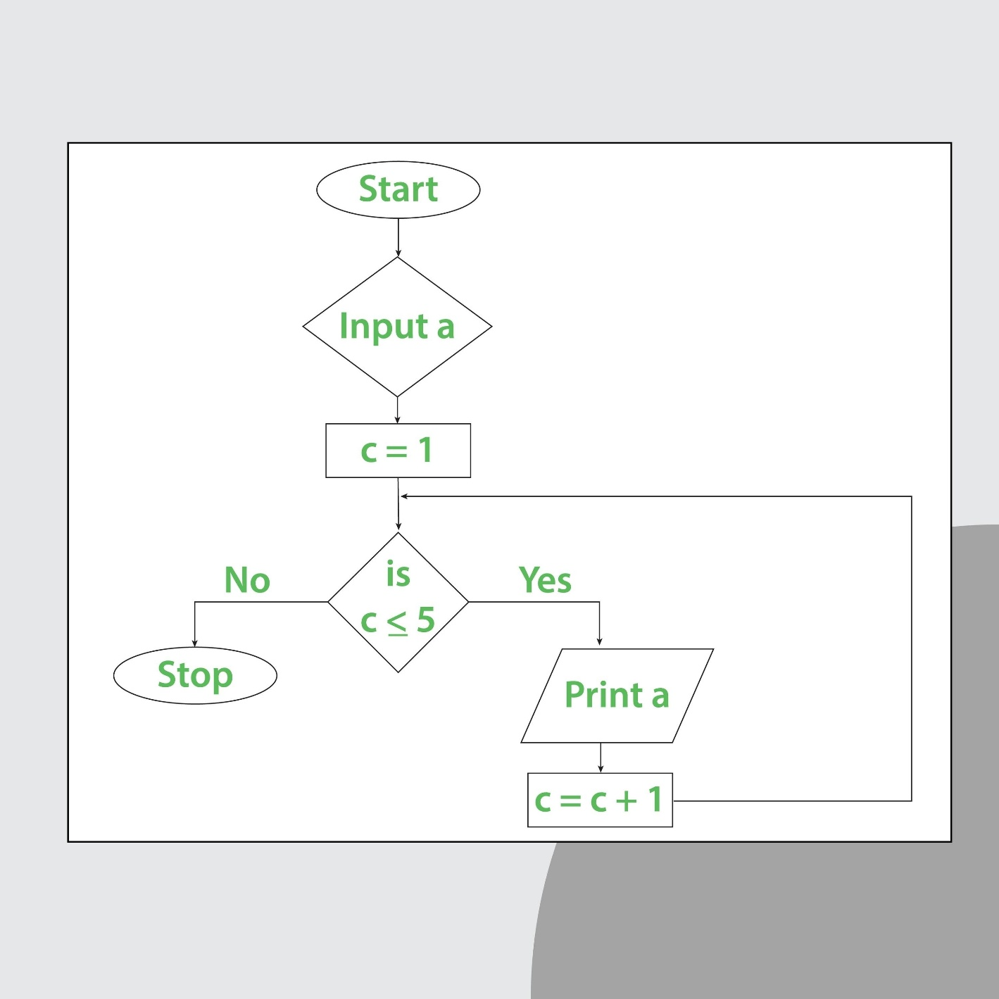 Start
Input a
c = 1
No
is
c ≤ 5
Yes
Stop
Print a
c = c + 1